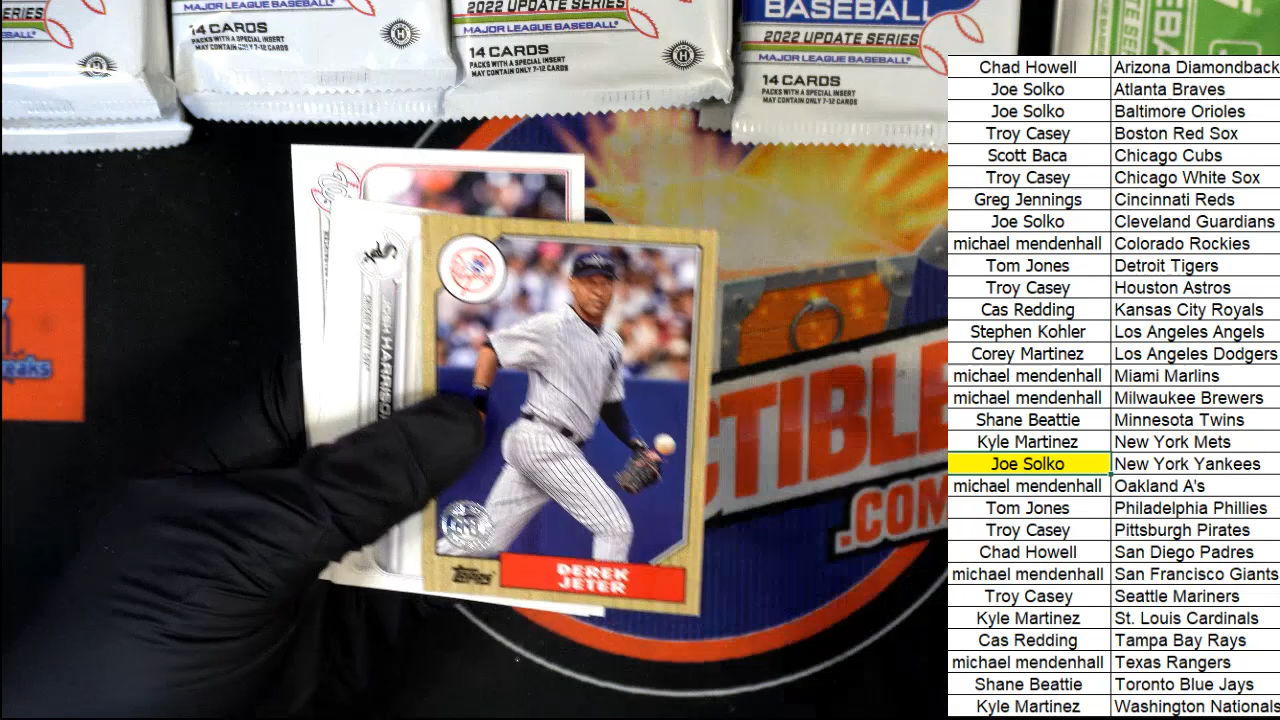 SERIES
BALL
MAJOR LEAGUE BASEBALL
14 CARDS
PACKS WITH A SPECIAL INSERT
MAY CONTAIN ONLY 7-12 CARDS
2022 UPDATE SERIES
MAJOR LEAGUE BASEBALL
14 CARDS
PACKS WITH A SPECIAL INSERT
MAY CONTAIN ONLY 7-12 CARDS
BASEBALL
2022 UPDATE SERIES
MAJOR LEAGUE BASEBALL
14 CARDS
PACKS WITH A SPECIAL INSERT
MAY CONTAIN ONLY 7-12 CARDS
JOSH HARRISO
Topps
DEREK
JETER
eaks
CTIBLE
.COM
Chad Howell Arizona Diamondback
Joe Solko Atlanta Braves
Joe Solko Baltimore Orioles
Troy Casey Boston Red Sox
Scott Baca Chicago Cubs
Troy Casey Chicago White Sox
Greg Jennings Cincinnati Reds
Joe Solko Cleveland Guardians
michael mendenhall Colorado Rockies
Tom Jones Detroit Tigers
Troy Casey Houston Astros
Cas Redding Kansas City Royals
Stephen Kohler Los Angeles Angels
Corey Martinez Los Angeles Dodgers
michael mendenhall Miami Marlins
michael mendenhall Milwaukee Brewers
Shane Beattie Minnesota Twins
Kyle Martinez New York Mets
Joe Solko New York Yankees
michael mendenhall Oakland A's
Tom Jones Philadelphia Phillies
Troy Casey Pittsburgh Pirates
Chad Howell San Diego Padres
michael mendenhall San Francisco Giants
Troy Casey Seattle Mariners
Kyle Martinez St. Louis Cardinals
Cas Redding Tampa Bay Rays
michael mendenhall Texas Rangers
Shane Beattie Toronto Blue Jays
Kyle Martinez Washington Nationals